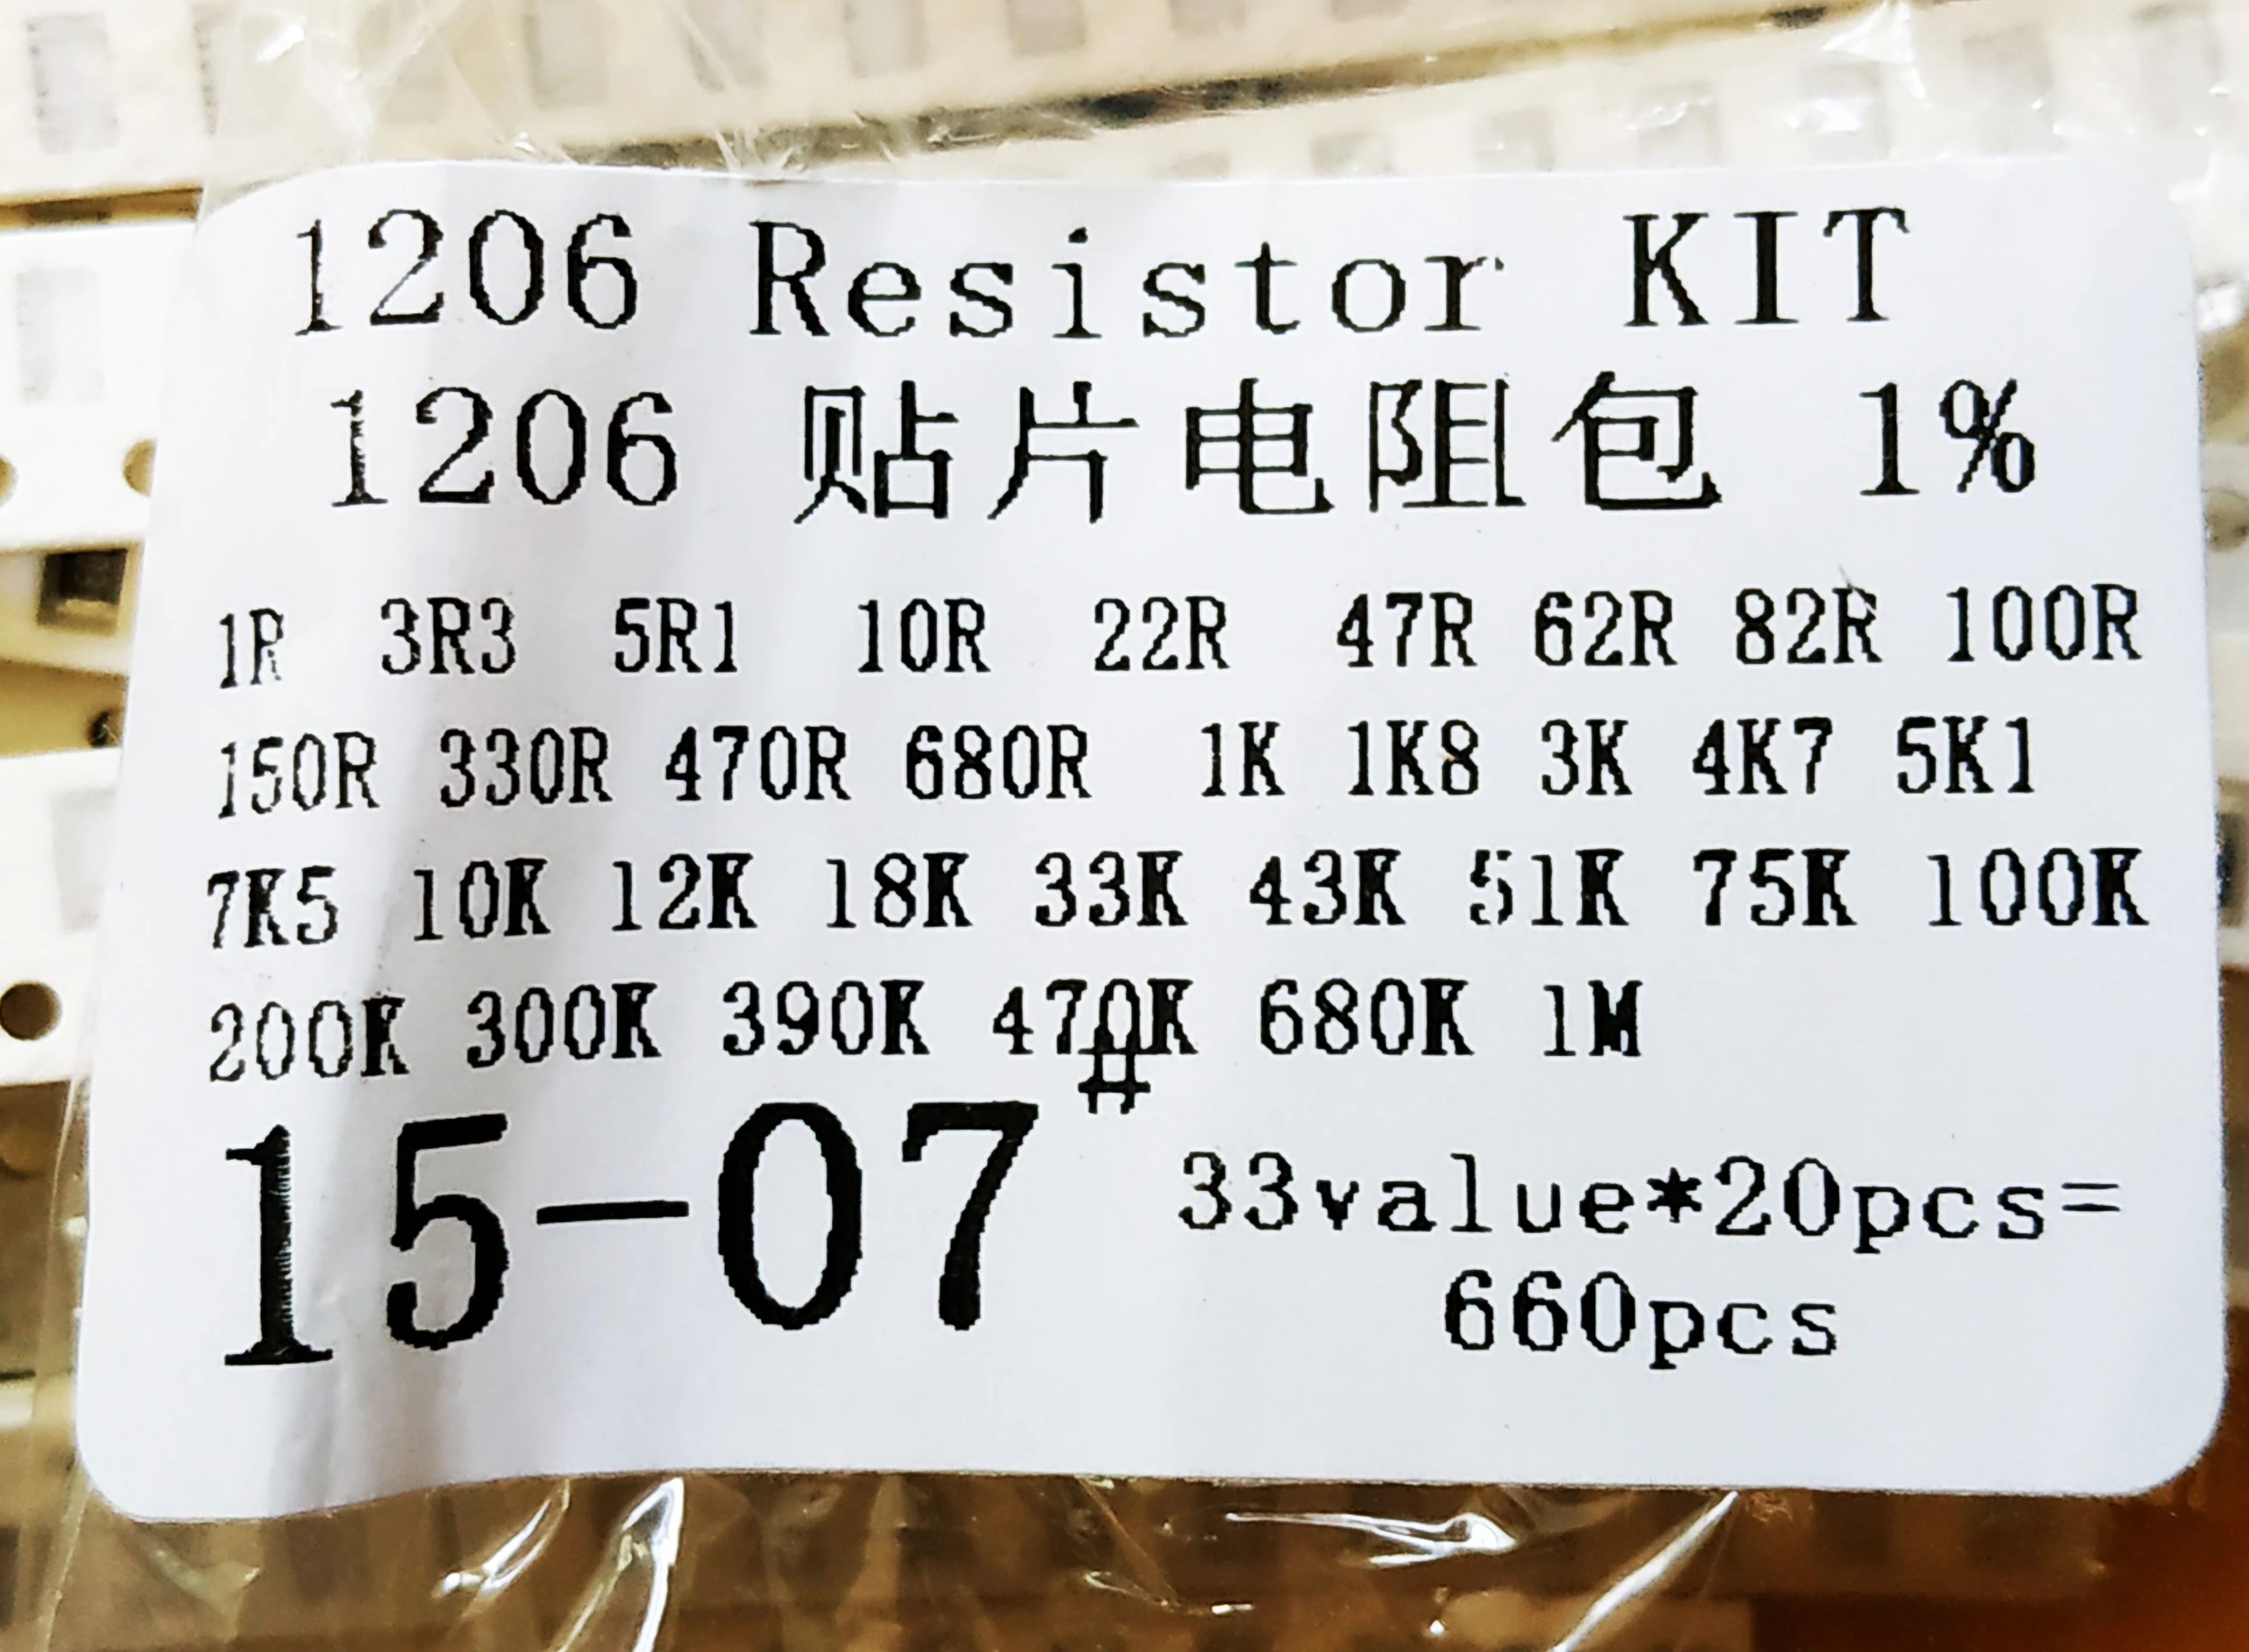 1206 Resistor KIT
1206 贴片电阻包 1%
1R 3R3 5R1 10R 22R 47R 62R 82R 100R
150R 330R 470R 680R 1K 1K8 3K 4K7 5K1
7K5 10K 12K 18K 33K 43K 51K 75K 100K
200K 300K 390K 470K 680K 1M
15-07#
33value*20pcs=
660pcs